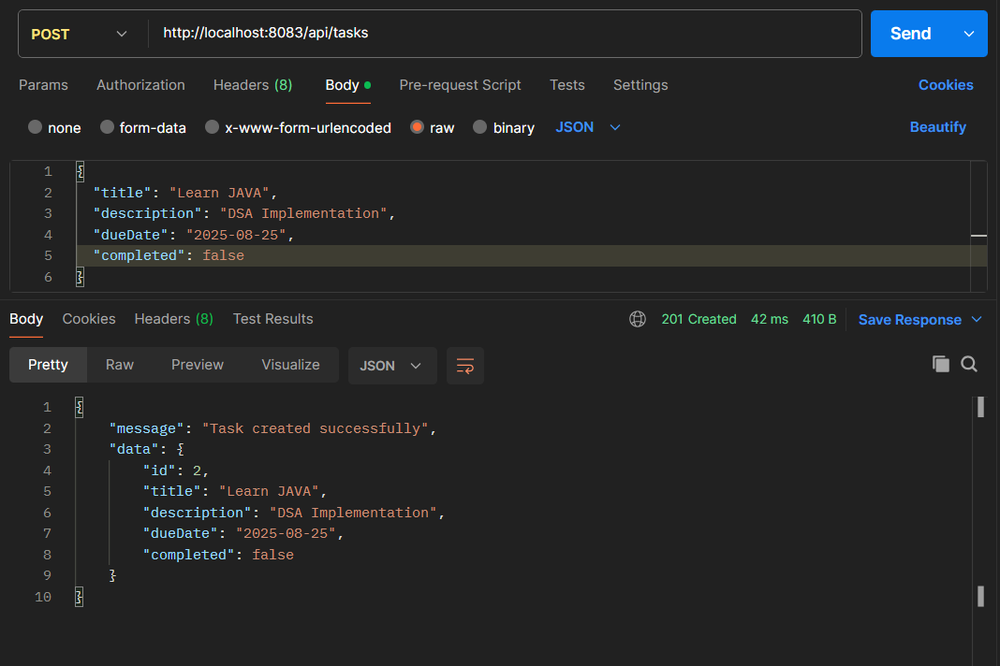 POST http://localhost:8083/api/tasks Send
Params Authorization Headers (8) Body Pre-request Script Tests Settings Cookies
none form-data x-www-form-urlencoded raw binary JSON Beautify
1 {
2 "title": "Learn JAVA",
3 "description": "DSA Implementation",
4 "dueDate": "2025-08-25",
5 "completed": false
6 }
Body Cookies Headers (8) Test Results 201 Created 42 ms 410 B Save Response
Pretty Raw Preview Visualize JSON
1 {
2 "message": "Task created successfully",
3 "data": {
4 "id": 2,
5 "title": "Learn JAVA",
6 "description": "DSA Implementation",
7 "dueDate": "2025-08-25",
8 "completed": false
9 }
10 }